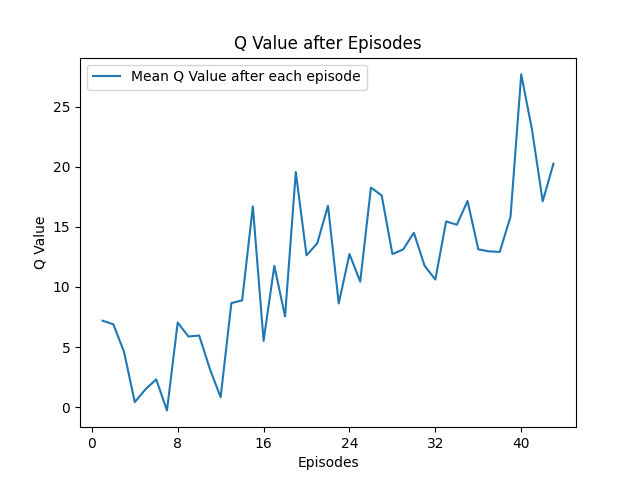 Q Value after Episodes
Mean Q Value after each episode
25
20
15
10
5
0
Q Value
0 8 16 24 32 40
Episodes